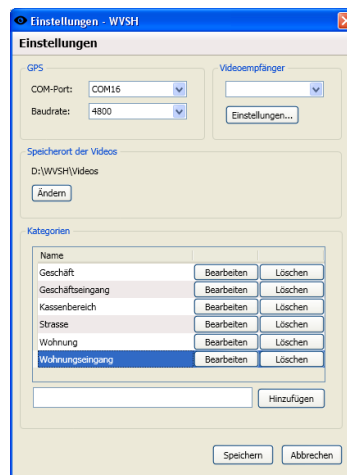 Einstellungen - WVSH
Einstellungen
GPS
COM-Port: COM16
Baudrate: 4800
Videoempfänger
Einstellungen...
Speicherort der Videos
D:\WVSH\Videos
Ändern
Kategorien
Name
Geschäft Bearbeiten Löschen
Geschäftseingang Bearbeiten Löschen
Kassenbereich Bearbeiten Löschen
Strasse Bearbeiten Löschen
Wohnung Bearbeiten Löschen
Wohnungseingang Bearbeiten Löschen
Hinzufügen
Speichern Abbrechen